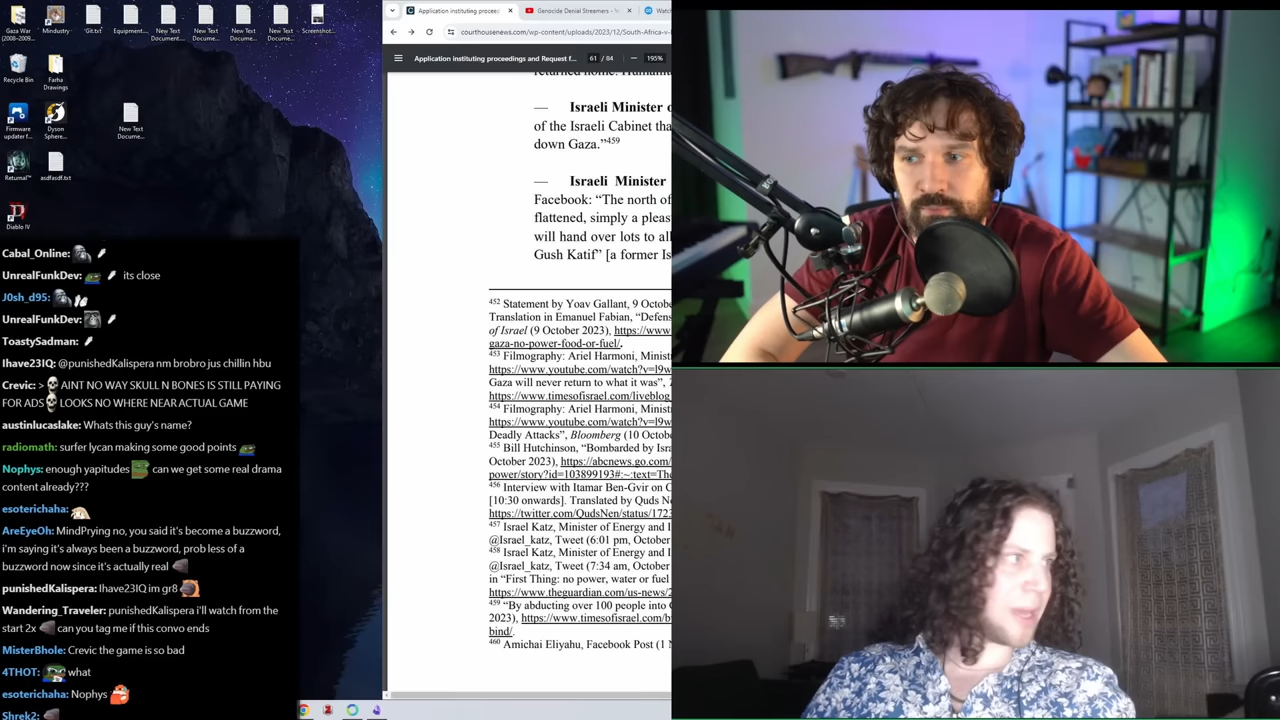 Gaza War
(2008-2009...
Mindustry
'Git.txt'
Equipment....
New Text
Document...
New Text
Docume...
New Text
Docume...
New Text
Docume...
Screenshot...
Recycle Bin
Farha
Drawings
Firmware
updater f...
Dyson
Sphere...
New Text
Docume...
Returnal™
asdfasdf.txt
Diablo IV
Cabal_Online:
UnrealFunkDev: its close
J0sh_d95:
UnrealFunkDev:
ToastySadman:
Ihave23IQ: @punishedKalispera nm brobro jus chillin hbu
Crevic: > AINT NO WAY SKULL N BONES IS STILL PAYING
FOR ADS LOOKS NO WHERE NEAR ACTUAL GAME
austinlucaslake: Whats this guy's name?
radiomath: surfer lycan making some good points
Nophys: enough yapitudes can we get some real drama
content already???
esoterichaha:
AreEyeOh: MindPrying no, you said it's become a buzzword,
i'm saying it's always been a buzzword, prob less of a
buzzword now since it's actually real
punishedKalispera: Ihave23IQ im gr8
Wandering_Traveler: punishedKalispera i'll watch from the
start 2x can you tag me if this convo ends
MisterBhole: Crevic the game is so bad
4THOT: what
esoterichaha: Nophys
Shrek2:
Application instituting proceed
Genocide Denial Streamers -
Watch
courthousenews.com/wp-content/uploads/2023/12/South-Africa-v-I
Application instituting proceedings and Request f...
61 / 84
195%
returned home. Humanit
— Israeli Minister o
of the Israeli Cabinet tha
down Gaza.”459
— Israeli Minister
Facebook: “The north of
flattened, simply a pleas
will hand over lots to all
Gush Katif” [a former Is
452 Statement by Yoav Gallant, 9 Octobe
Translation in Emanuel Fabian, “Defens
of Israel (9 October 2023), https://www
gaza-no-power-food-or-fuel/.
453 Filmography: Ariel Harmoni, Ministr
https://www.youtube.com/watch?v=l9w
Gaza will never return to what it was”,
https://www.timesofisrael.com/liveblog
454 Filmography: Ariel Harmoni, Ministr
https://www.youtube.com/watch?v=l9w
Deadly Attacks”, Bloomberg (10 Octobe
455 Bill Hutchinson, “Bombarded by Isra
October 2023), https://abcnews.go.com/
power/story?id=103899193#:~:text=The
456 Interview with Itamar Ben-Gvir on C
[10:30 onwards]. Translated by Quds Ne
https://twitter.com/QudsNen/status/1723
457 Israel Katz, Minister of Energy and I
@Israel_katz, Tweet (6:01 pm, October
458 Israel Katz, Minister of Energy and I
@Israel_katz, Tweet (7:34 am, October
in “First Thing: no power, water or fuel
https://www.theguardian.com/us-news/2
459 “By abducting over 100 people into G
2023), https://www.timesofisrael.com/b
bind/.
460 Amichai Eliyahu, Facebook Post (1 N